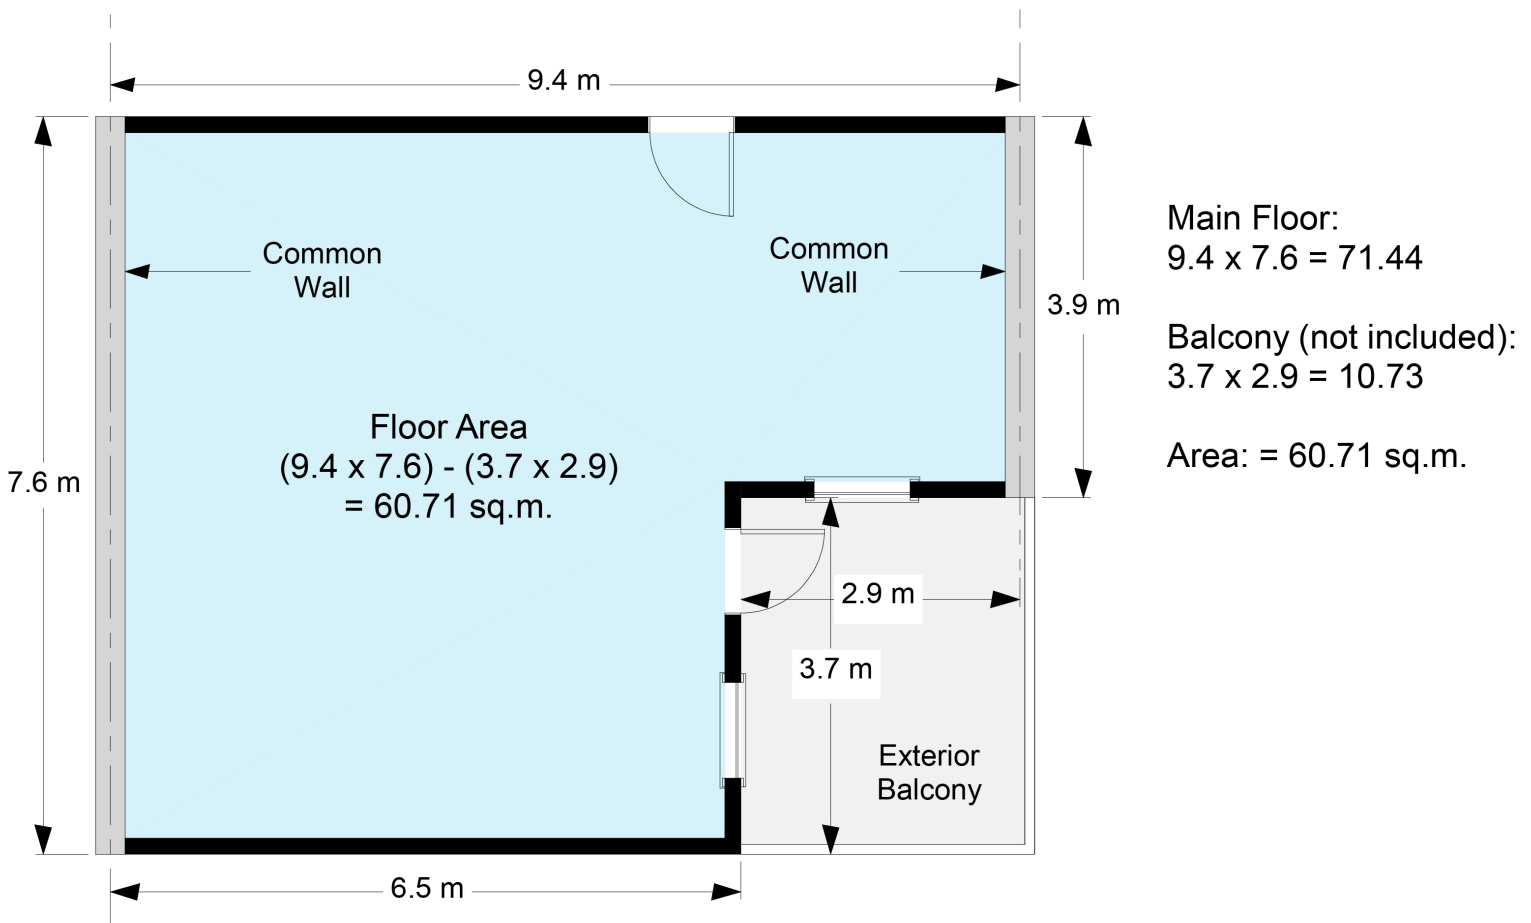 9.4 m
Common
Wall
Common
Wall
3.9 m
7.6 m
Floor Area
(9.4 x 7.6) - (3.7 x 2.9)
= 60.71 sq.m.
2.9 m
3.7 m
Exterior
Balcony
6.5 m
Main Floor:
9.4 x 7.6 = 71.44
Balcony (not included):
3.7 x 2.9 = 10.73
Area: = 60.71 sq.m.